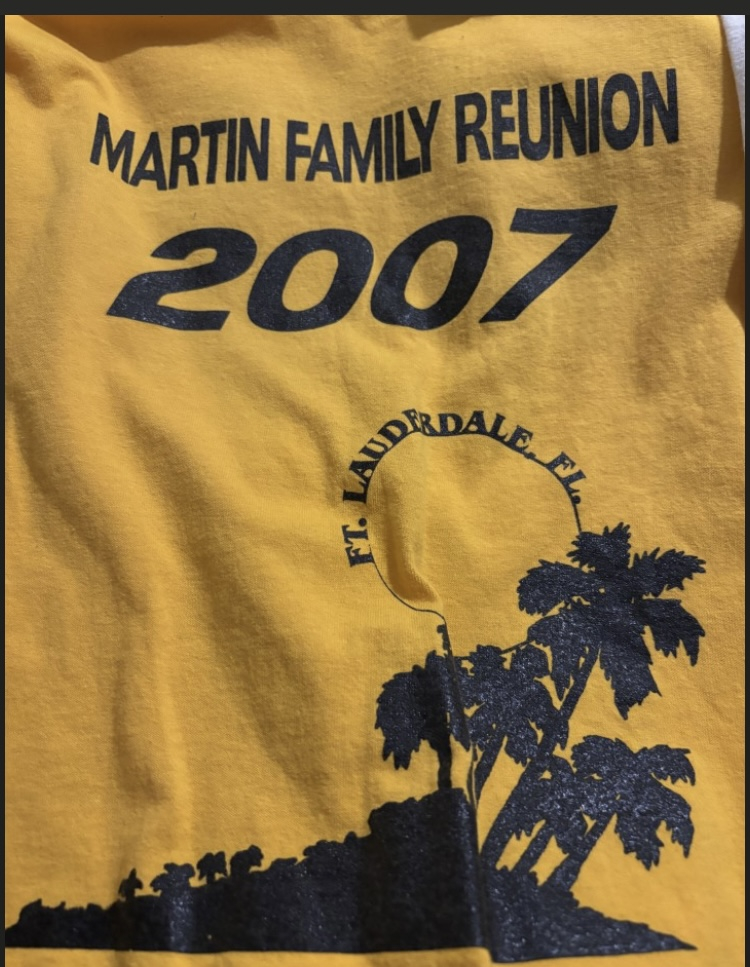 MARTIN FAMILY REUNION
2007
FT. LAUDERDALE, FL.